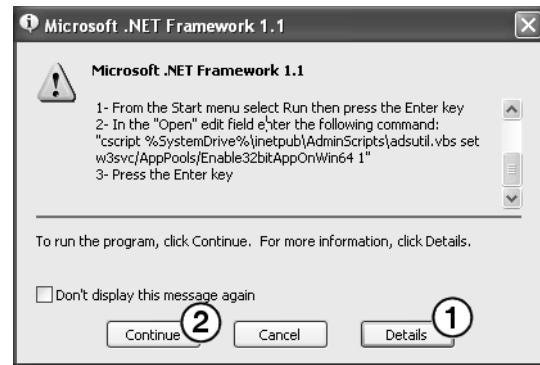 Microsoft .NET Framework 1.1
Microsoft .NET Framework 1.1
1- From the Start menu select Run then press the Enter key
2- In the "Open" edit field enter the following command:
"cscript %SystemDrive%\inetpub\AdminScripts\adsutil.vbs set
w3svc/AppPools/Enable32bitAppOnWin64 1"
3- Press the Enter key
To run the program, click Continue. For more information, click Details.
Don't display this message again
Continue 2 Cancel Details 1